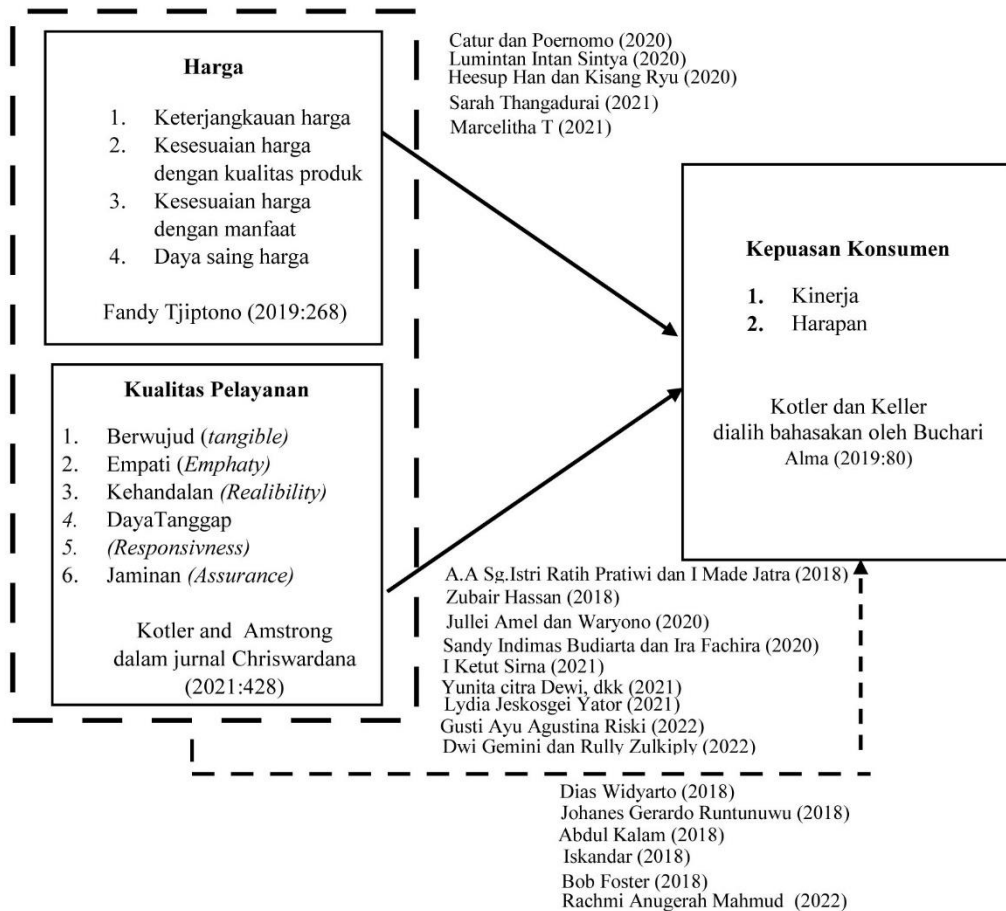 Harga
1. Keterjangkauan harga
2. Kesesuaian harga
dengan kualitas produk
3. Kesesuaian harga
dengan manfaat
4. Daya saing harga
Fandy Tjiptono (2019:268)
Kualitas Pelayanan
1. Berwujud (tangible)
2. Empati (Emphaty)
3. Kehandalan (Realibility)
4. DayaTanggap
5. (Responsivness)
6. Jaminan (Assurance)
Kotler and Amstrong
dalam jurnal Chriswardana
(2021:428)
Catur dan Poernomo (2020)
Lumintan Intan Sintya (2020)
Heesup Han dan Kisang Ryu (2020)
Sarah Thangadurai (2021)
Marcelitha T (2021)
Kepuasan Konsumen
1. Kinerja
2. Harapan
Kotler dan Keller
dialih bahasakan oleh Buchari
Alma (2019:80)
A.A Sg.Istri Ratih Pratiwi dan I Made Jatra (2018)
Zubair Hassan (2018)
Jullei Amel dan Waryono (2020)
Sandy Indimas Budiarta dan Ira Fachira (2020)
I Ketut Sirna (2021)
Yunita citra Dewi, dkk (2021)
Lydia Jeskosgei Yator (2021)
Gusti Ayu Agustina Riski (2022)
Dwi Gemini dan Rully Zulkiply (2022)
Dias Widyarto (2018)
Johanes Gerardo Runtunuwu (2018)
Abdul Kalam (2018)
Iskandar (2018)
Bob Foster (2018)
Rachmi Anugerah Mahmud (2022)